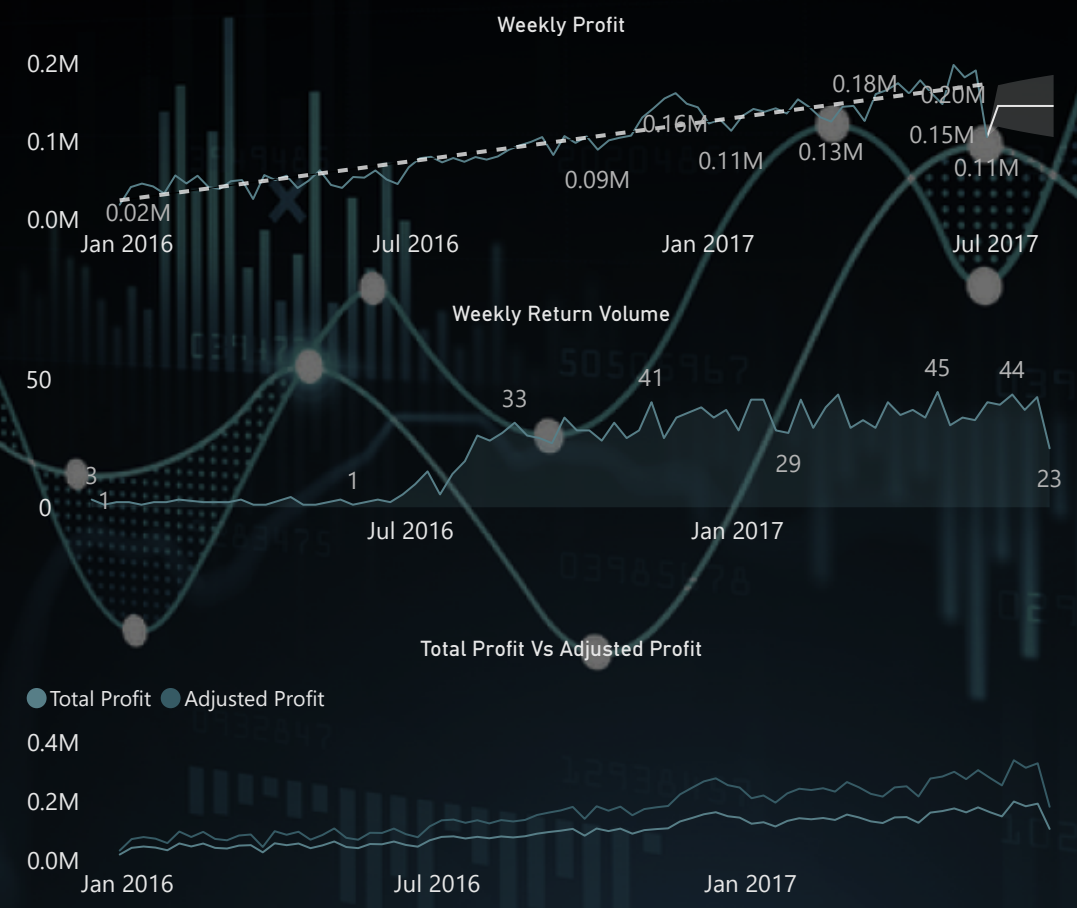 Weekly Profit
0.2M
0.1M
0.0M
0.02M
0.09M
0.16M
0.11M
0.18M
0.13M
0.20M
0.15M
0.11M
Jan 2016 Jul 2016 Jan 2017 Jul 2017
Weekly Return Volume
50
0
3
1
1
33
41
29
45
44
23
Jul 2016 Jan 2017
Total Profit Vs Adjusted Profit
Total Profit Adjusted Profit
0.4M
0.2M
0.0M
Jan 2016 Jul 2016 Jan 2017